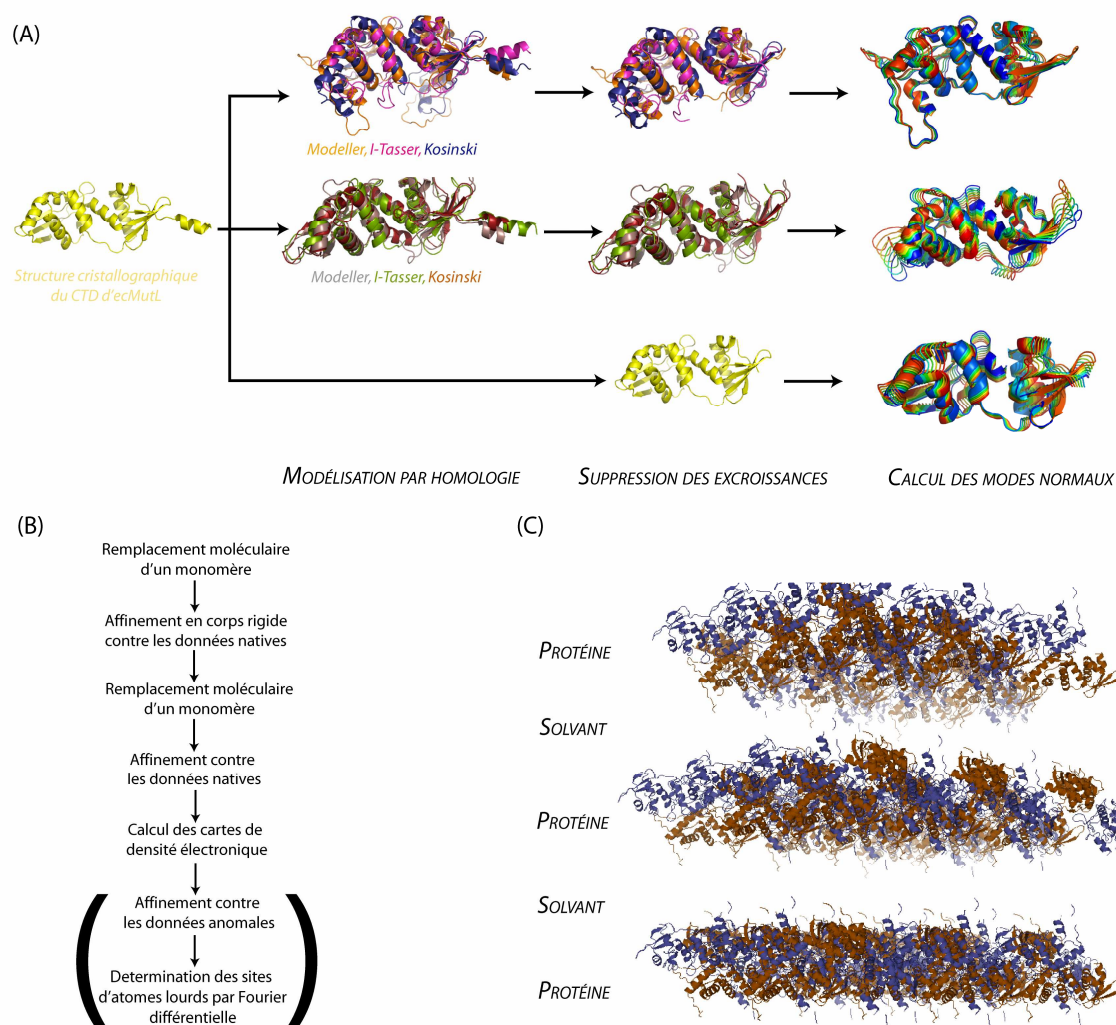 (A)
Modeller, I-Tasser, Kosinski
Structure cristallographique
du CTD d'ecMutL
Modeller, I-Tasser, Kosinski
MODÉLISATION PAR HOMOLOGIE
SUPPRESSION DES EXCROISSANCES
CALCUL DES MODES NORMAUX
(B)
Remplacement moléculaire
d'un monomère
Affinement en corps rigide
contre les données natives
Remplacement moléculaire
d'un monomère
Affinement contre
les données natives
Calcul des cartes de
densité électronique
Affinement contre
les données anomales
Determination des sites
d'atomes lourds par Fourier
différentielle
(C)
PROTÉINE
SOLVANT
PROTÉINE
SOLVANT
PROTÉINE